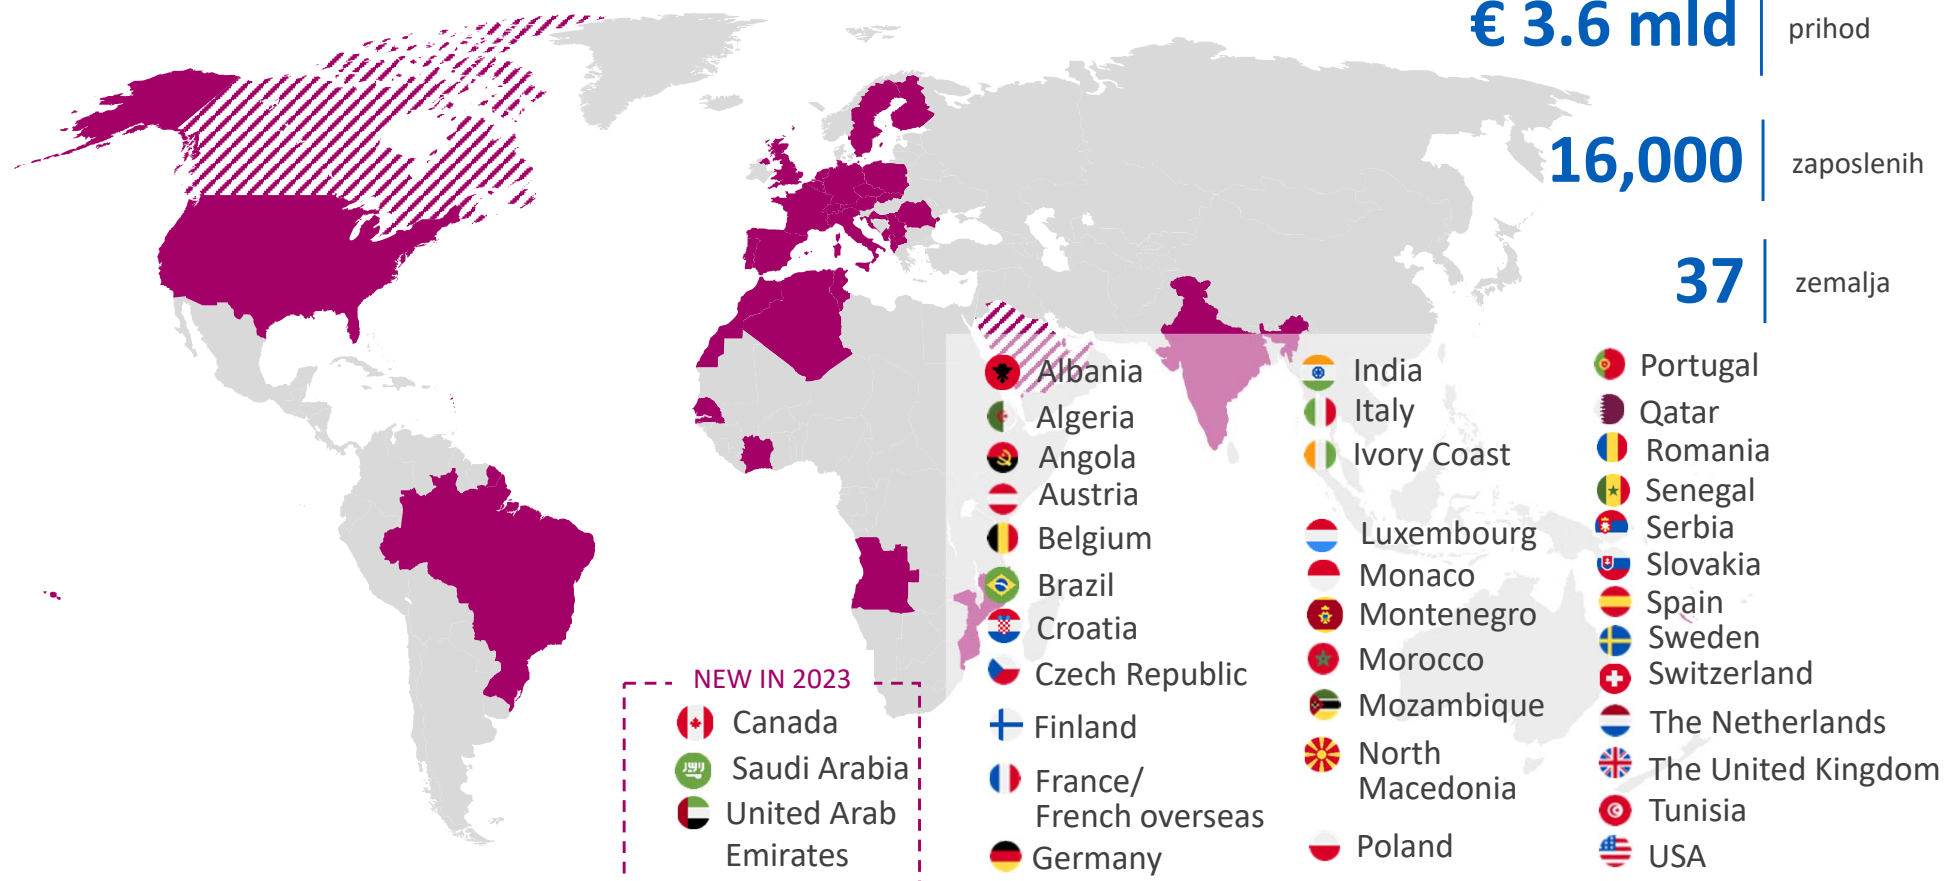 € 3.6 mld
prihod
16,000
zaposlenih
37
zemalja
NEW IN 2023
Canada
Saudi Arabia
United Arab
Emirates
Albania
Algeria
Angola
Austria
Belgium
Brazil
Croatia
Czech Republic
Finland
France/
French overseas
Germany
India
Italy
Ivory Coast
Luxembourg
Monaco
Montenegro
Morocco
Mozambique
North
Macedonia
Poland
Portugal
Qatar
Romania
Senegal
Serbia
Slovakia
Spain
Sweden
Switzerland
The Netherlands
The United Kingdom
Tunisia
USA